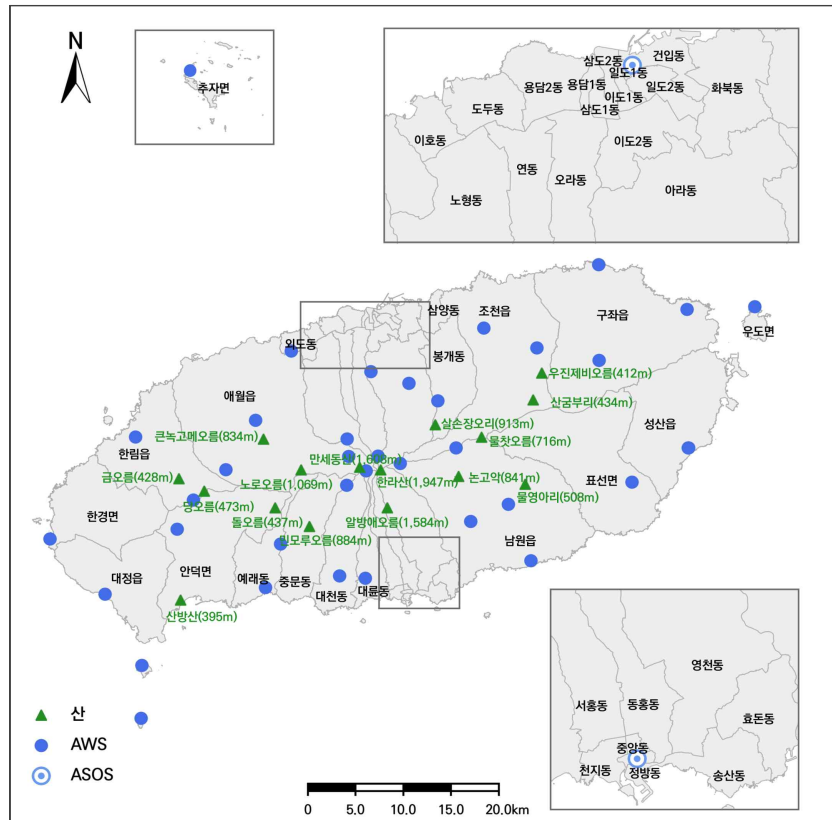 N
추자면
삼도2동
건입동
일도1동
용담2동
용담1동
일도2동
화북동
도두동
이도1동
삼도1동
이호동
연동
이도2동
오라동
아라동
노형동
삼양동
조천읍
구좌읍
우도면
외도동
봉개동
우진제비오름(412m)
애월읍
산굼부리(434m)
성산읍
큰녹고메오름(834m)
살손장오리(913m)
물찻오름(716m)
한림읍
만세동산(1,606m)
금오름(428m)
노로오름(1,069m)
한라산(1,947m)
논고악(841m)
표선면
물영아리(508m)
당오름(473m)
한경면
돌오름(437m)
알방애오름(1,584m)
남원읍
대정읍
안덕면
예래동
중문동
대천동
대륜동
산방산(395m)
영천동
서홍동
동홍동
효돈동
중앙동
천지동
정방동
송산동
산
AWS
ASOS
0 5.0 10.0 15.0 20.0km